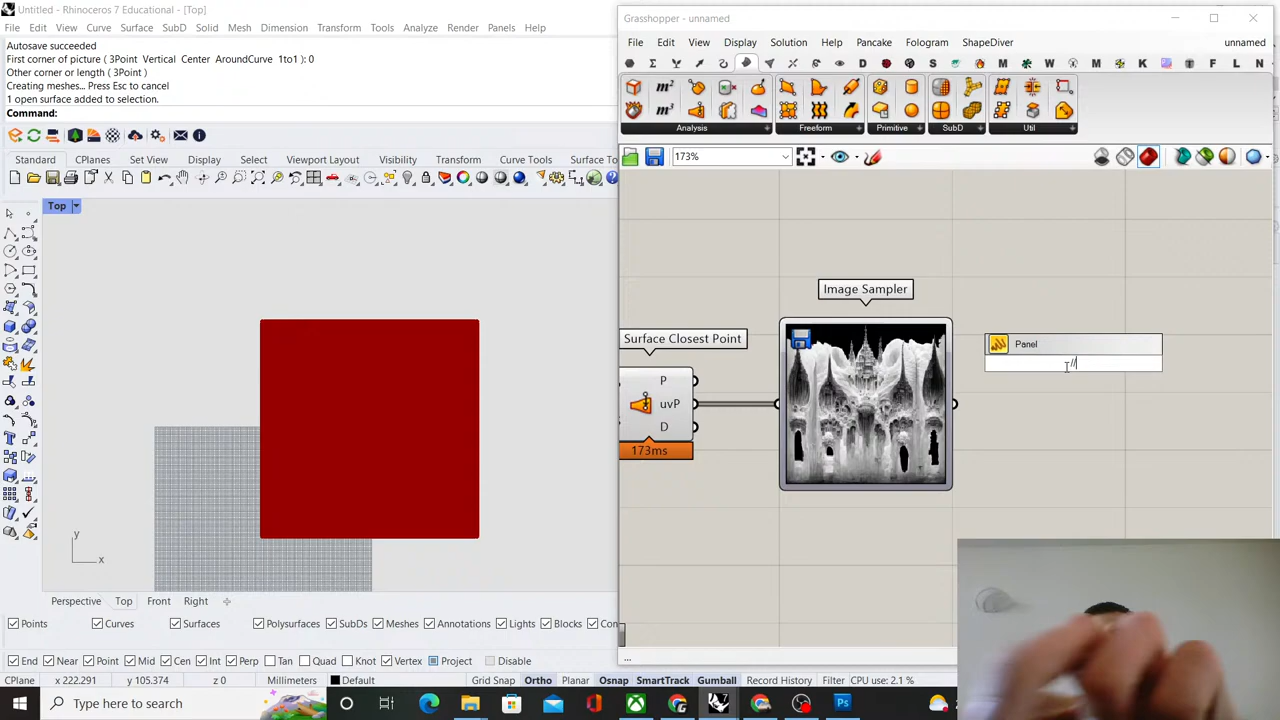 Untitled - Rhinoceros 7 Educational - [Top]
File Edit View Curve Surface SubD Solid Mesh Dimension Transform Tools Analyze Render Panels Help
Autosave succeeded
First corner of picture ( 3Point Vertical Center AroundCurve 1to1 ): 0
Other corner or length ( 3Point )
Creating meshes... Press Esc to cancel
1 open surface added to selection.
Command:
Standard CPlanes Set View Display Select Viewport Layout Visibility Transform Curve Tools Surface To
Top
y
x
Perspective Top Front Right
Points Curves Surfaces Polysurfaces SubDs Meshes Annotations Lights Blocks Con
End Near Point Mid Cen Int Perp Tan Quad Knot Vertex Project Disable
CPlane x 222.291 y 105.374 z 0 Millimeters Default Grid Snap Ortho Planar Osnap SmartTrack Gumball Record History Filter CPU use: 2.1 %
Type here to search
Grasshopper - unnamed
File Edit View Display Solution Help Pancake Fologram ShapeDiver unnamed
Analysis Freeform Primitive SubD Util
173%
Image Sampler
Surface Closest Point
P
uvP
D
173ms
Panel
//
...